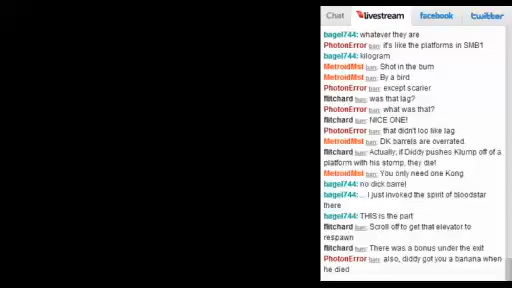 Chat livestream facebook twitter
bagel744: whatever they are
PhotonError ban: it's like the platforms in SMB1
bagel744: kilogram
MetroidMst ban: Shot in the bum
MetroidMst ban: By a bird
PhotonError ban: except scarier
flitchard ban: was that lag?
PhotonError ban: what was that?
flitchard ban: NICE ONE!
PhotonError ban: that didn't loo like lag
MetroidMst ban: DK barrels are overrated.
flitchard ban: Actually, if Diddy pushes Klump off of a
platform with his stomp, they die!
MetroidMst ban: You only need one Kong
bagel744: no dick barrel
bagel744: ... I just invoked the spirit of bloodstar
there
bagel744: THIS is the part
flitchard ban: Scroll off to get that elevator to
respawn
flitchard ban: There was a bonus under the exit
PhotonError ban: also, diddy got you a banana when
he died